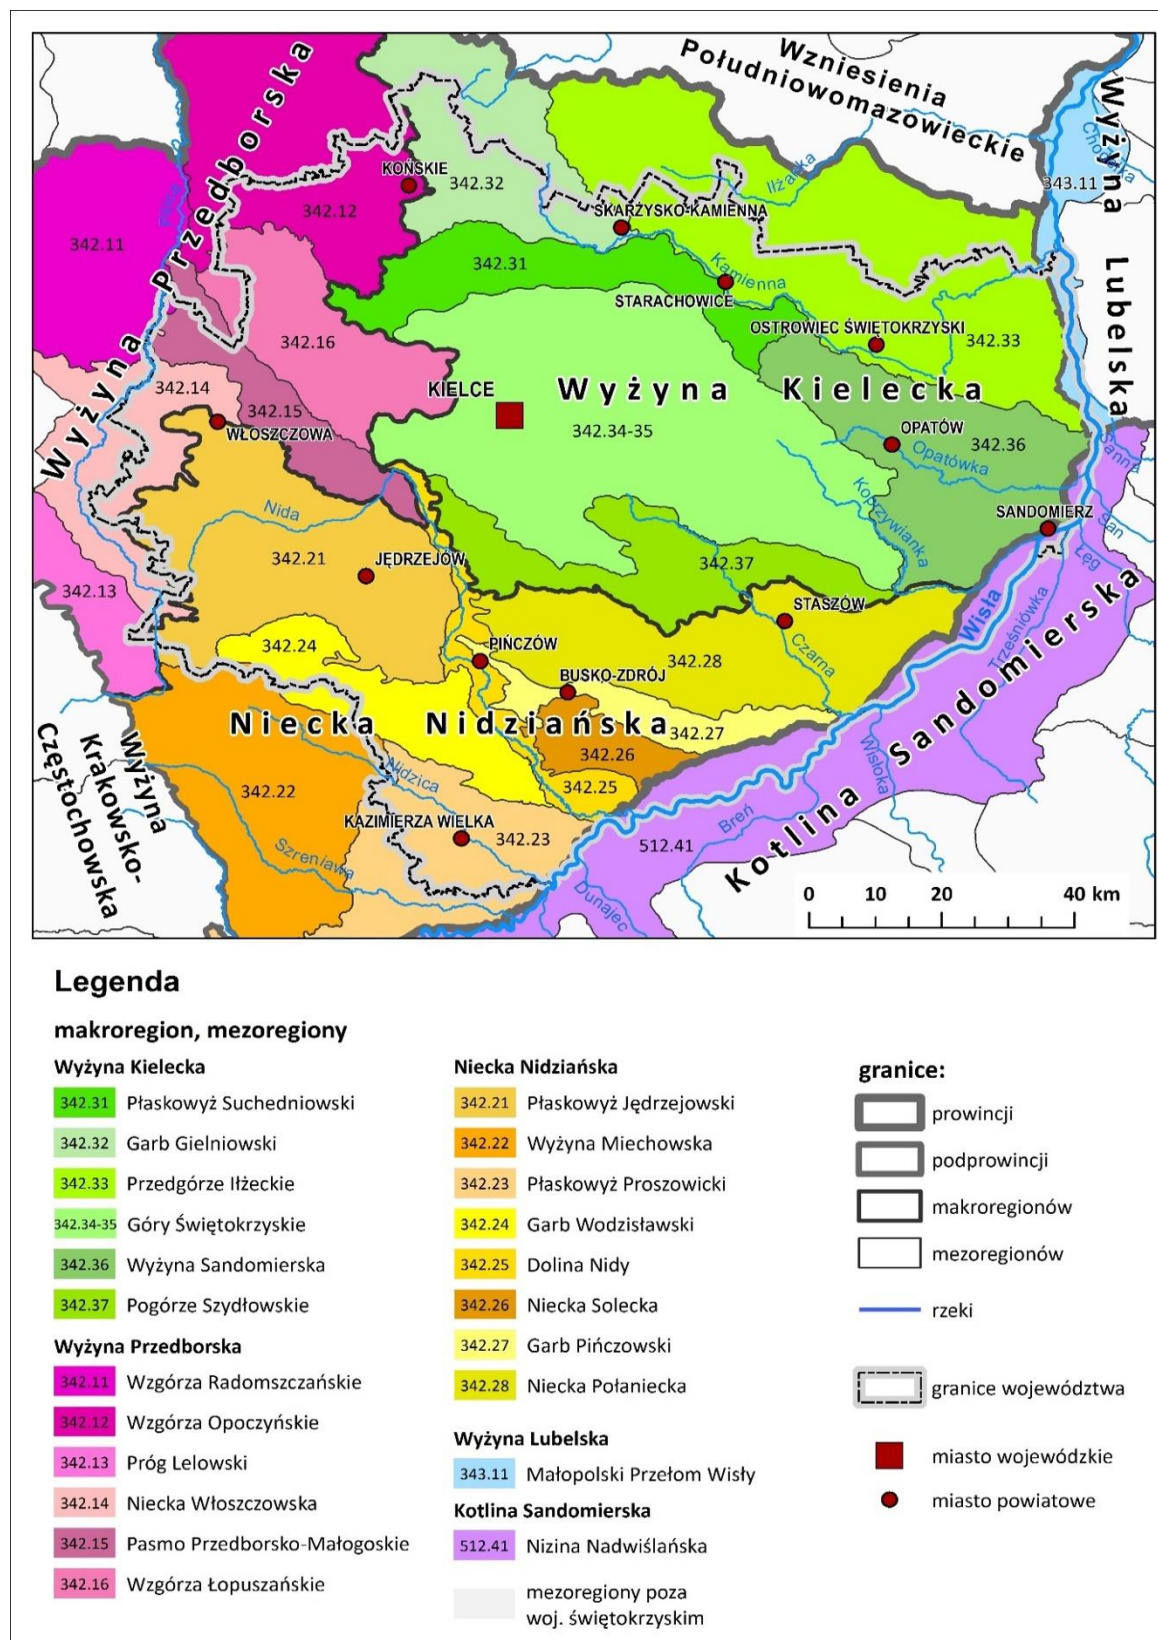 Wzniesienia
Południowomazowieckie
Wyżyna Przedborska
Wyżyna Lubelska
KOŃSKIE
342.32
342.12
342.11
Iłżanka
Chodelka
343.11
SKARŻYSKO-KAMIENNA
342.31
Kamienna
STARACHOWICE
OSTROWIEC ŚWIĘTOKRZYSKI
342.33
342.16
342.14
342.15
WŁOSZCZOWA
KIELCE
Wyżyna Kielecka
342.34-35
OPATÓW
342.36
Opatówka
Koprzywianka
Sanna
SANDOMIERZ
San
Łęg
Nida
342.21
JĘDRZEJÓW
342.37
342.13
STASZÓW
Wisła
Trześniówka
342.24
PIŃCZÓW
Czarna
342.28
BUSKO-ZDRÓJ
Niecka Nidziańska
342.27
342.26
Wisłoka
Kotlina Sandomierska
Wyżyna
Krakowsko-
Częstochowska
342.22
Nidzica
342.25
KAZIMIERZA WIELKA
342.23
Breń
512.41
Szreniawa
Dunajec
0 10 20 40 km
Legenda
makroregion, mezoregiony
Wyżyna Kielecka
342.31 Płaskowyż Suchedniowski
342.32 Garb Gielniowski
342.33 Przedgórze Iłżeckie
342.34-35 Góry Świętokrzyskie
342.36 Wyżyna Sandomierska
342.37 Pogórze Szydłowskie
Wyżyna Przedborska
342.11 Wzgórza Radomszczańskie
342.12 Wzgórza Opoczyńskie
342.13 Próg Lelowski
342.14 Niecka Włoszczowska
342.15 Pasmo Przedborsko-Małogoskie
342.16 Wzgórza Łopuszańskie
Niecka Nidziańska
342.21 Płaskowyż Jędrzejowski
342.22 Wyżyna Miechowska
342.23 Płaskowyż Proszowicki
342.24 Garb Wodzisławski
342.25 Dolina Nidy
342.26 Niecka Solecka
342.27 Garb Pińczowski
342.28 Niecka Połaniecka
Wyżyna Lubelska
343.11 Małopolski Przełom Wisły
Kotlina Sandomierska
512.41 Nizina Nadwiślańska
mezoregiony poza
woj. świętokrzyskim
granice:
prowincji
podprowincji
makroregionów
mezoregionów
rzeki
granice województwa
miasto wojewódzkie
miasto powiatowe